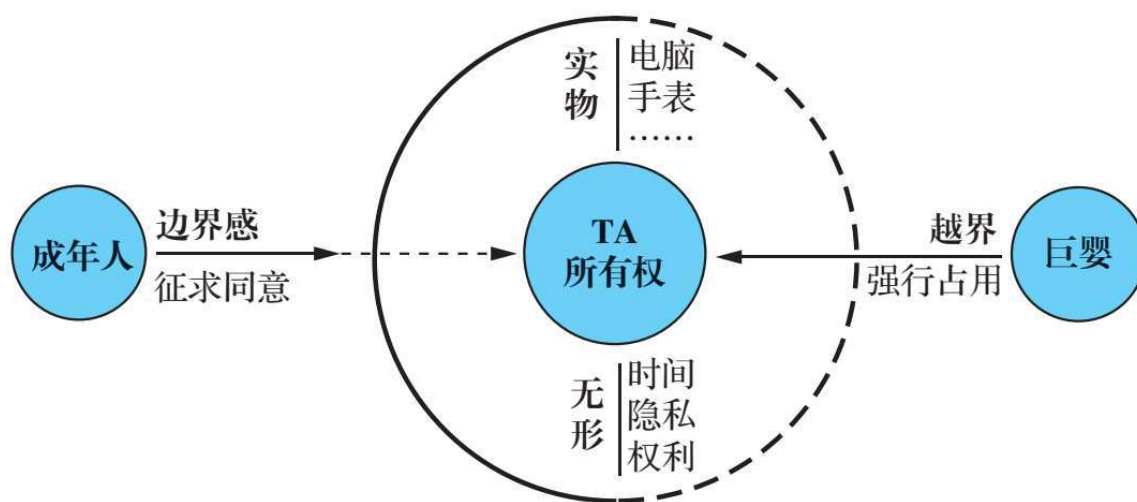 实物
电脑
手表
……
成年人
边界感
征求同意
TA
所有权
越界
强行占用
巨婴
无形
时间
隐私
权利